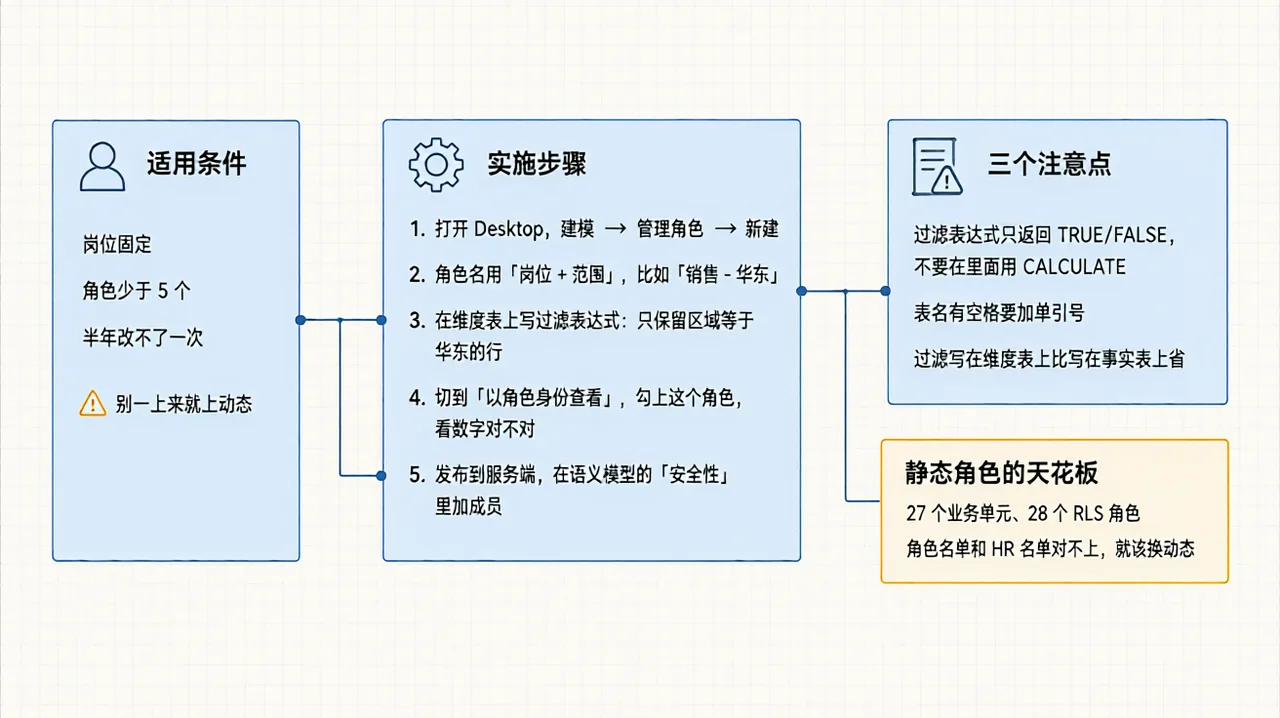 适用条件
岗位固定
角色少于 5 个
半年改不了一次
别一上来就上动态
实施步骤
1. 打开 Desktop，建模 → 管理角色 → 新建
2. 角色名用「岗位 + 范围」，比如「销售 - 华东」
3. 在维度表上写过滤表达式：只保留区域等于
华东的行
4. 切到「以角色身份查看」，勾上这个角色，
看数字对不对
5. 发布到服务端，在语义模型的「安全性」
里加成员
三个注意点
过滤表达式只返回 TRUE/FALSE，
不要在里面用 CALCULATE
表名有空格要加单引号
过滤写在维度表上比写在事实表上省
静态角色的天花板
27 个业务单元、28 个 RLS 角色
角色名单和 HR 名单对不上，就该换动态